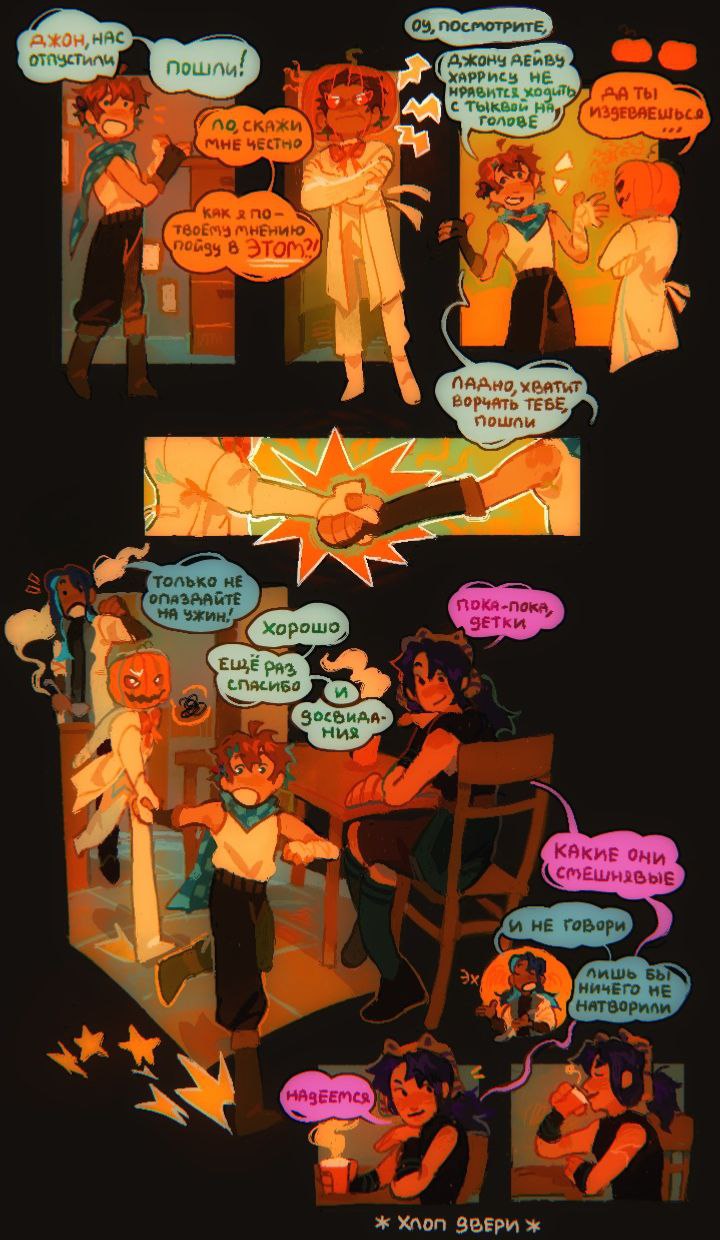 ДЖОН, НАС
ОТПУСТИЛИ
ПОШЛИ!
ЛО, СКАЖИ
МНЕ ЧЕСТНО
КАК Я ПО-
ТВОЕМУ МНЕНИЮ
ПОЙДУ В ЭТОМ?!
ОУ, ПОСМОТРИТЕ,
ДЖОНУ ДЕЙВУ
ХАРРИСУ НЕ
НРАВИТСЯ ХОДИТЬ
С ТЫКВОЙ НА
ГОЛОВЕ
ДА ТЫ
ИЗДЕВАЕШЬСЯ
...
ЛАДНО, ХВАТИТ
ВОРЧАТЬ ТЕБЕ,
ПОШЛИ
ТОЛЬКО НЕ
ОПАЗДАЙТЕ
НА УЖИН!
ХОРОШО
ЕЩЁ РАЗ
СПАСИБО
И
ДОСВИДА-
НИЯ
ПОКА-ПОКА,
ДЕТКИ
КАКИЕ ОНИ
СМЕШНЯВЫЕ
И НЕ ГОВОРИ
ЭХ
ЛИШЬ БЫ
НИЧЕГО НЕ
НАТВОРИЛИ
НАДЕЕМСЯ
* ХЛОП ДВЕРИ *